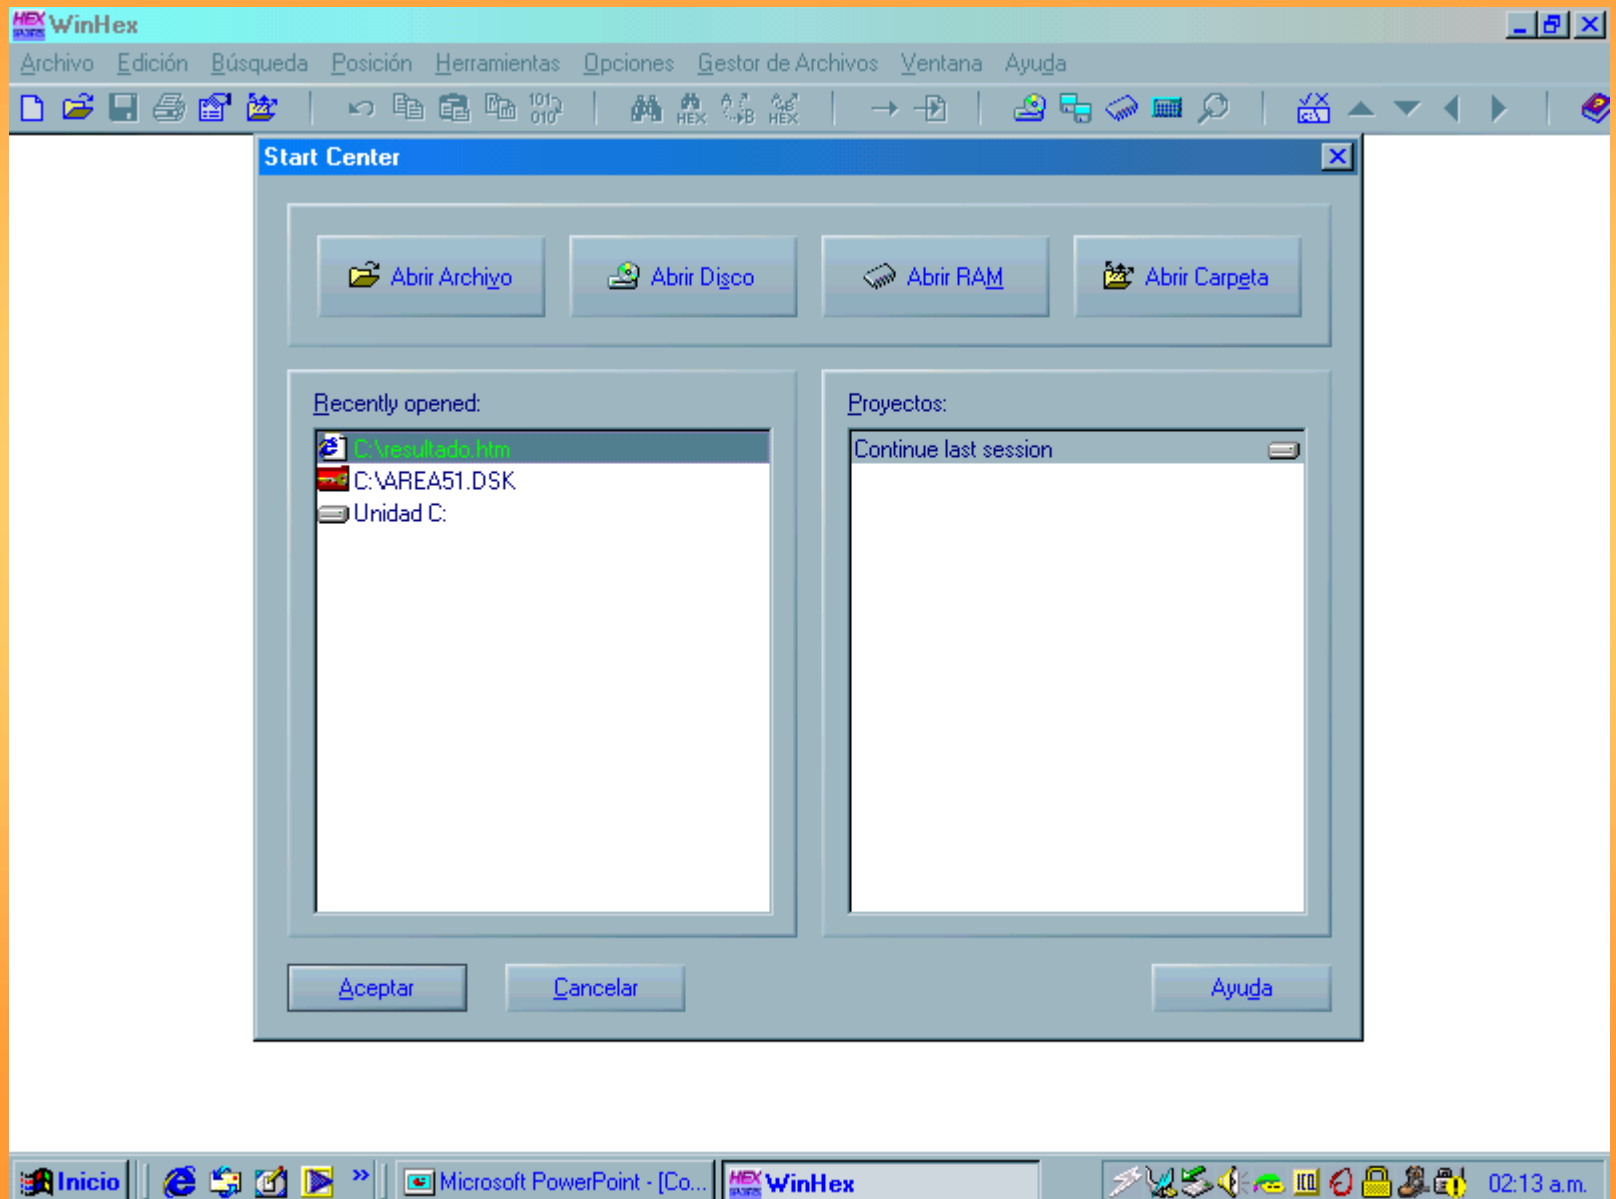 WinHex
Archivo Edición Búsqueda Posición Herramientas Opciones Gestor de Archivos Ventana Ayuda
Start Center
Abrir Archivo Abrir Disco Abrir RAM Abrir Carpeta
Recently opened:
C:\resultado.htm
C:\AREA51.DSK
Unidad C:
Proyectos:
Continue last session
Aceptar Cancelar Ayuda
Inicio » Microsoft PowerPoint - [Co... WinHex 02:13 a.m.